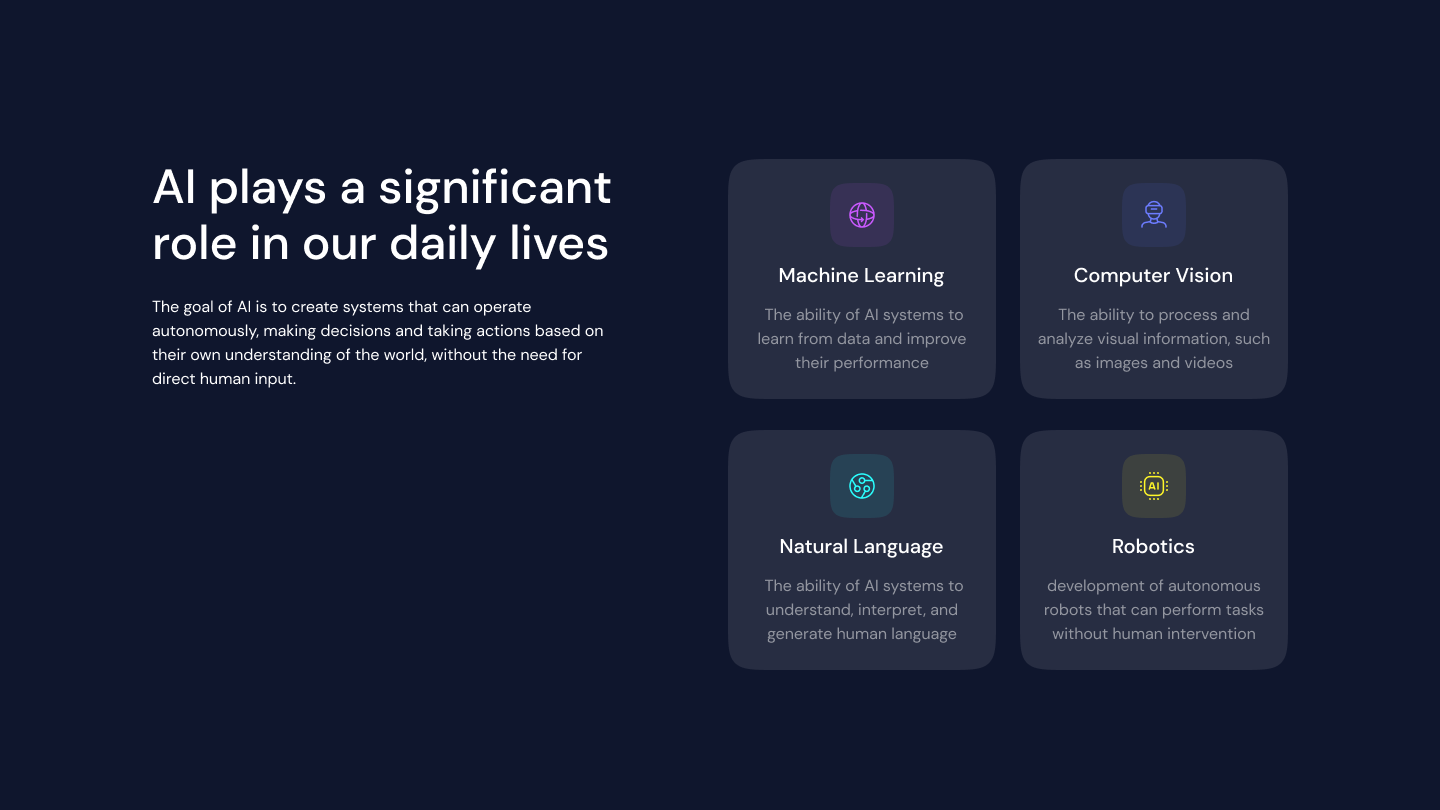 AI plays a significant
role in our daily lives
The goal of AI is to create systems that can operate
autonomously, making decisions and taking actions based on
their own understanding of the world, without the need for
direct human input.
Machine Learning
The ability of AI systems to
learn from data and improve
their performance
Computer Vision
The ability to process and
analyze visual information, such
as images and videos
Natural Language
The ability of AI systems to
understand, interpret, and
generate human language
AI
Robotics
development of autonomous
robots that can perform tasks
without human intervention